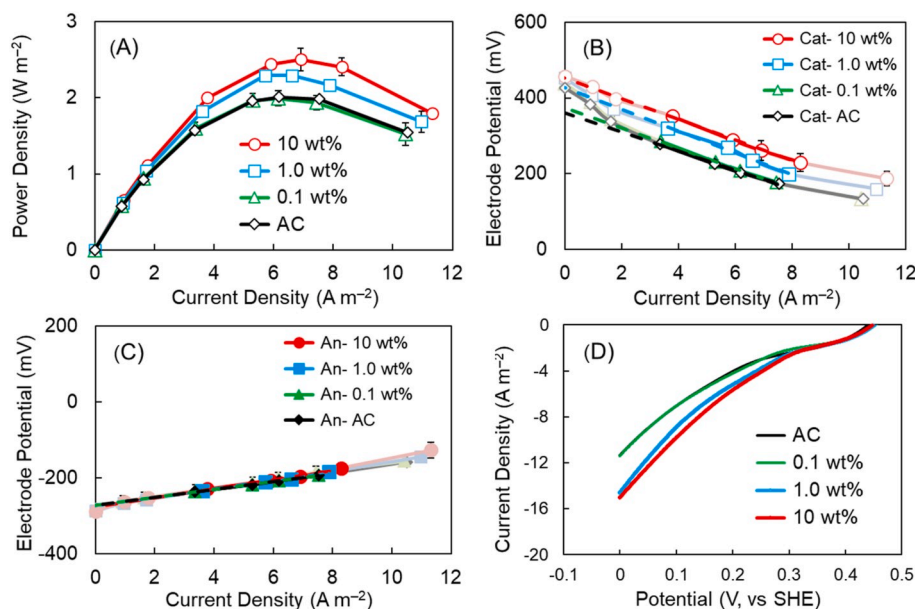 (A)
Power Density (W m⁻²)
3
2
1
0
10 wt%
1.0 wt%
0.1 wt%
AC
0 2 4 6 8 10 12
Current Density (A m⁻²)
(B)
Electrode Potential (mV)
600
400
200
0
Cat- 10 wt%
Cat- 1.0 wt%
Cat- 0.1 wt%
Cat- AC
0 2 4 6 8 10 12
Current Density (A m⁻²)
(C)
Electrode Potential (mV)
200
0
-200
-400
An- 10 wt%
An- 1.0 wt%
An- 0.1 wt%
An- AC
0 2 4 6 8 10 12
Current Density (A m⁻²)
(D)
Current Density (A m⁻²)
0
-4
-8
-12
-16
-20
AC
0.1 wt%
1.0 wt%
10 wt%
-0.1 0 0.1 0.2 0.3 0.4 0.5
Potential (V, vs SHE)